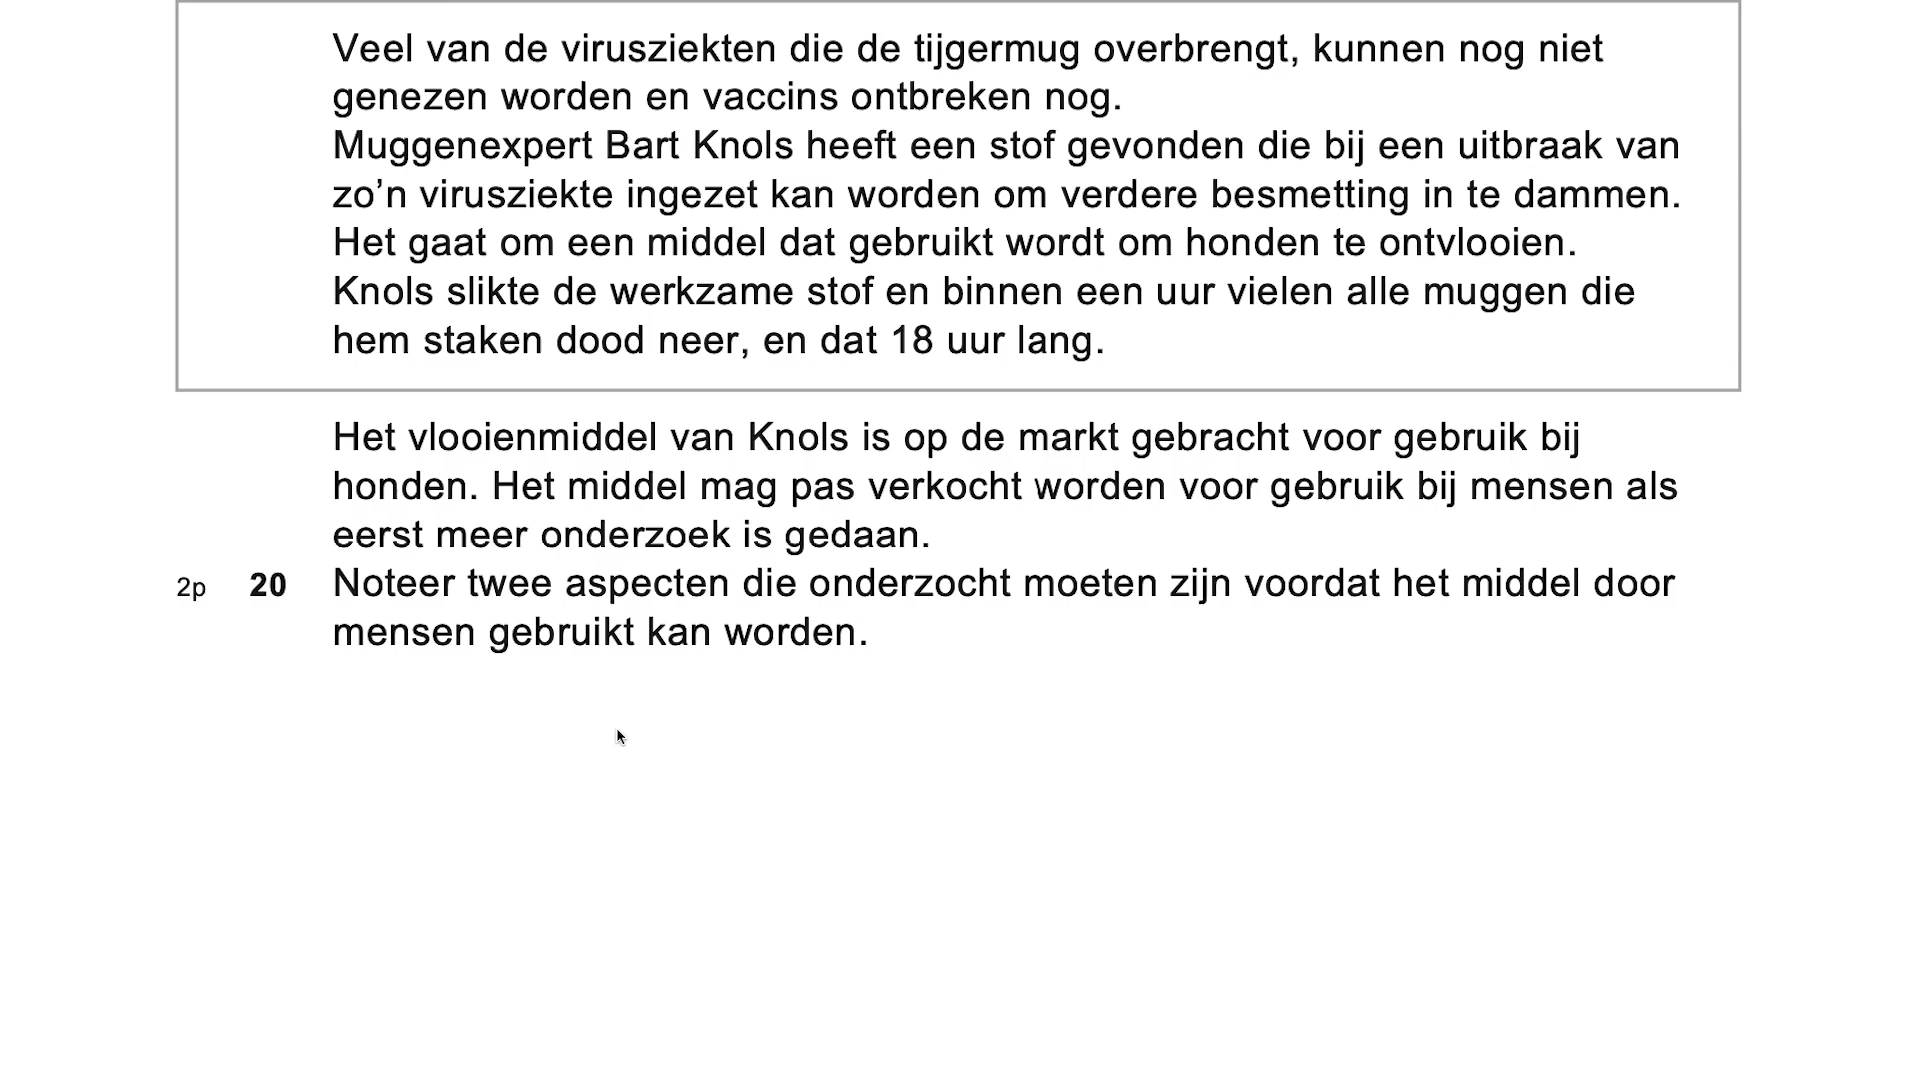 Veel van de virusziekten die de tijgermug overbrengt, kunnen nog niet
genezen worden en vaccins ontbreken nog.
Muggenexpert Bart Knols heeft een stof gevonden die bij een uitbraak van
zo’n virusziekte ingezet kan worden om verdere besmetting in te dammen.
Het gaat om een middel dat gebruikt wordt om honden te ontvlooien.
Knols slikte de werkzame stof en binnen een uur vielen alle muggen die
hem staken dood neer, en dat 18 uur lang.
Het vlooienmiddel van Knols is op de markt gebracht voor gebruik bij
honden. Het middel mag pas verkocht worden voor gebruik bij mensen als
eerst meer onderzoek is gedaan.
2p 20 Noteer twee aspecten die onderzocht moeten zijn voordat het middel door
mensen gebruikt kan worden.